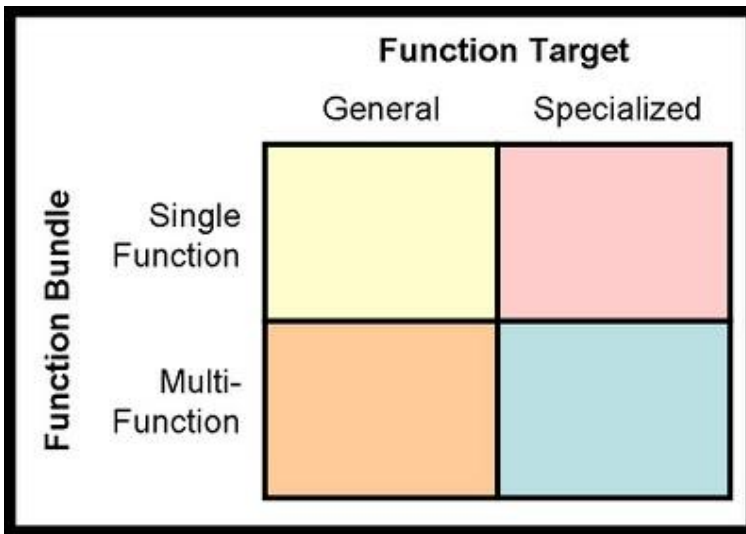 Function Target
General
Specialized
Function Bundle
Single
Function
Multi-
Function